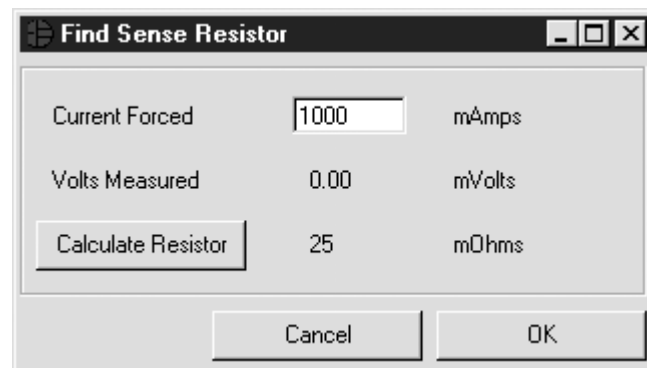 Find Sense Resistor
Current Forced 1000 mAmps
Volts Measured 0.00 mVolts
Calculate Resistor 25 mOhms
Cancel OK